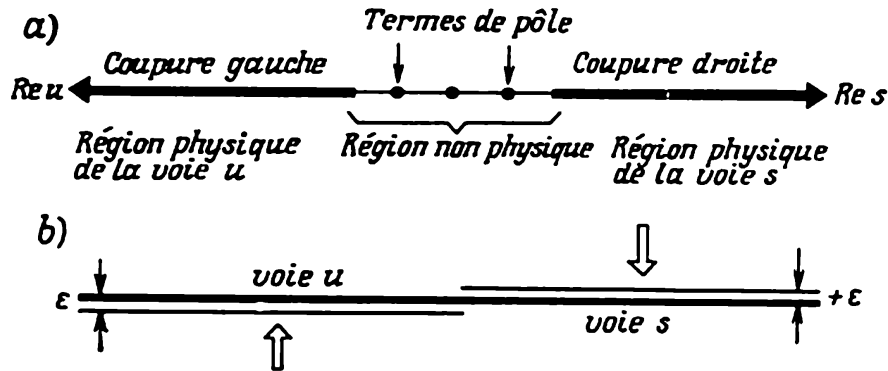 a)
Termes de pôle
Coupure gauche
Coupure droite
Re u
Re s
Région physique
de la voie u
Région non physique
Région physique
de la voie s
b)
voie u
ε
+ε
voie s